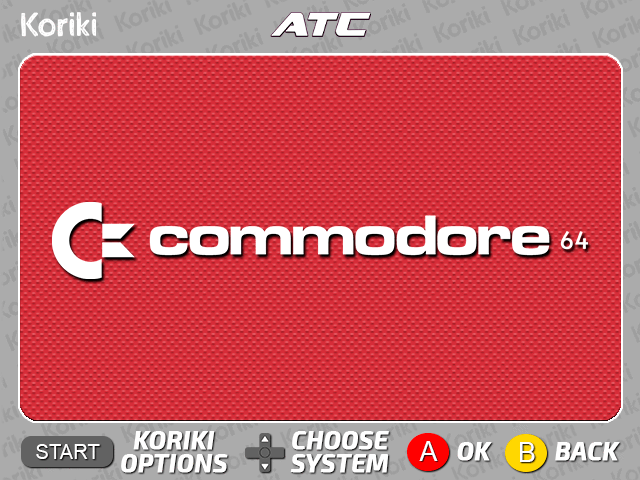 Koriki
ATC
commodore 64
START
KORIKI
OPTIONS
CHOOSE
SYSTEM
A
OK
B
BACK